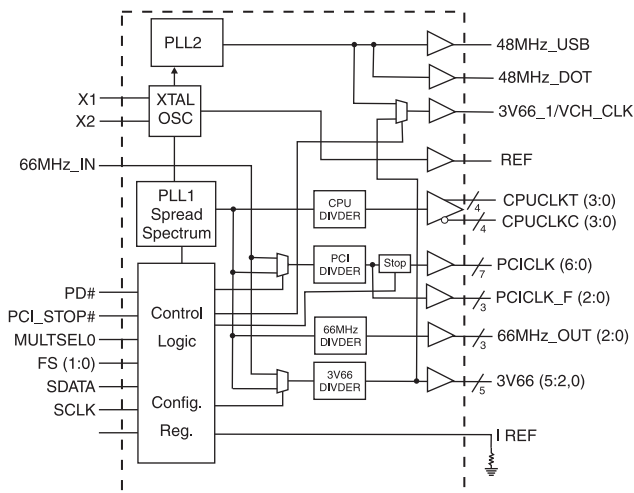 PLL2
48MHz_USB
48MHz_DOT
X1
X2
XTAL
OSC
3V66_1/VCH_CLK
REF
66MHz_IN
PLL1
Spread
Spectrum
CPU
DIVDER
4
CPUCLKT (3:0)
4
CPUCLKC (3:0)
PCI
DIVDER
Stop
7
PCICLK (6:0)
3
PCICLK_F (2:0)
PD#
PCI_STOP#
MULTSEL0
FS (1:0)
SDATA
SCLK
Control
Logic
Config.
Reg.
66MHz
DIVDER
3
66MHz_OUT (2:0)
3V66
DIVDER
5
3V66 (5:2,0)
I REF